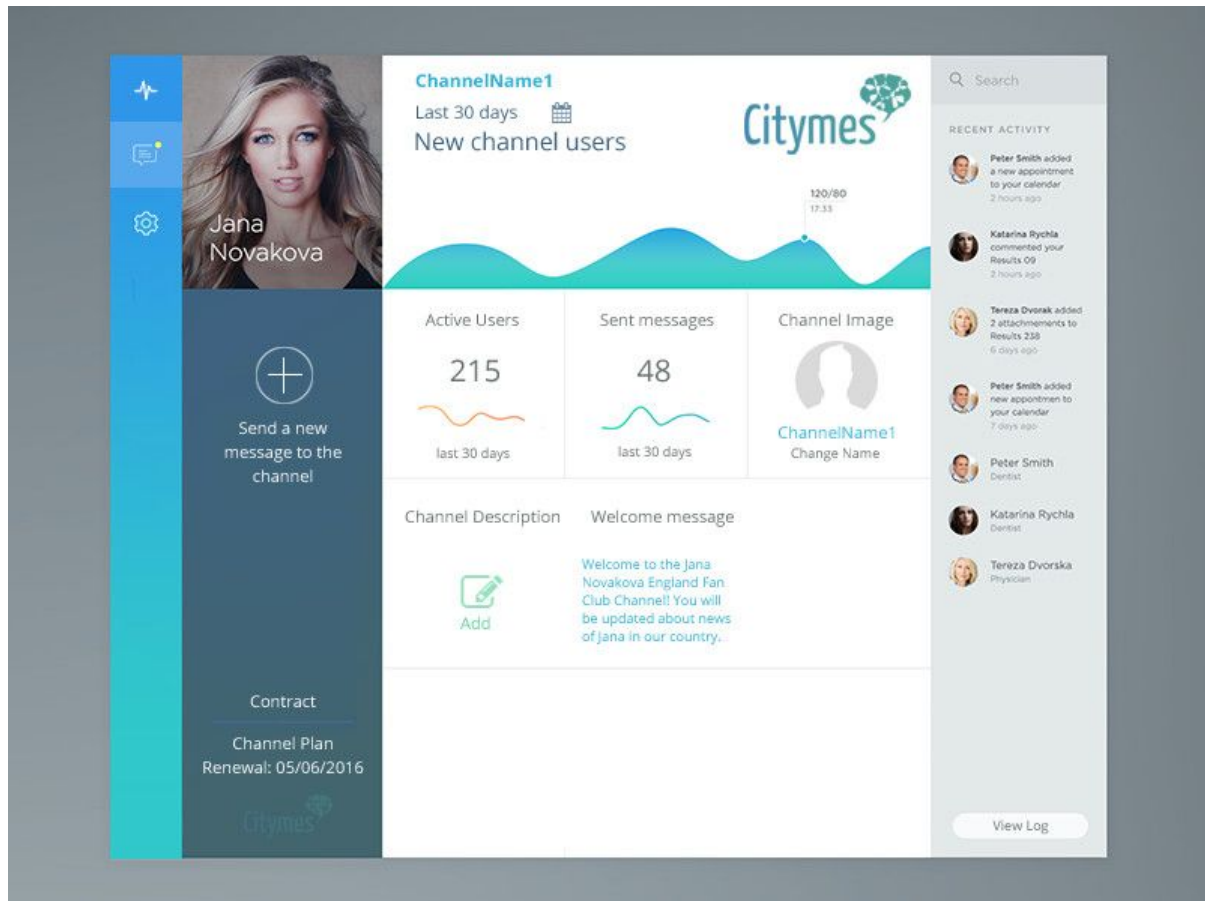 Jana
Novakova
Send a new
message to the
channel
Contract
Channel Plan
Renewal: 05/06/2016
Citymes
ChannelName1
Last 30 days
New channel users
Citymes
120/80
17:33
Active Users
215
last 30 days
Sent messages
48
last 30 days
Channel Image
ChannelName1
Change Name
Channel Description
Add
Welcome message
Welcome to the Jana
Novakova England Fan
Club Channel! You will
be updated about news
of Jana in our country.
Search
RECENT ACTIVITY
Peter Smith added
a new appointment
to your calendar
2 hours ago
Katarina Rychla
commented your
Results 09
2 hours ago
Tereza Dvorak added
2 attachmements to
Results 238
6 days ago
Peter Smith added
new appointmen to
your calendar
7 days ago
Peter Smith
Dentist
Katarina Rychla
Dentist
Tereza Dvorska
Physician
View Log